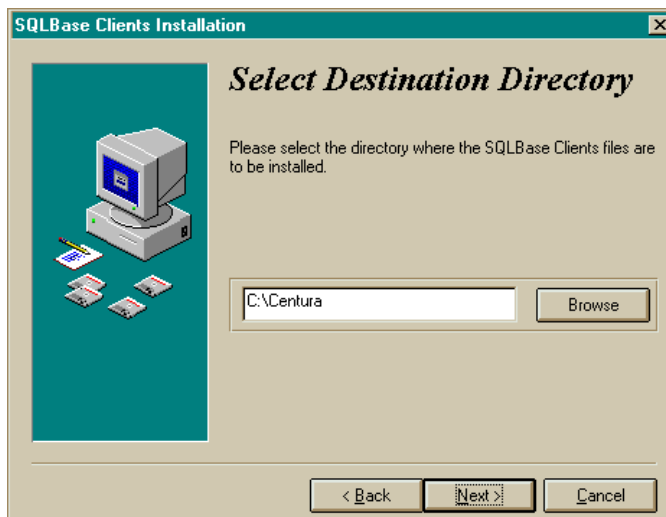 SQLBase Clients Installation
Select Destination Directory
Please select the directory where the SQLBase Clients files are
to be installed.
C:\Centura
Browse
< Back
Next >
Cancel